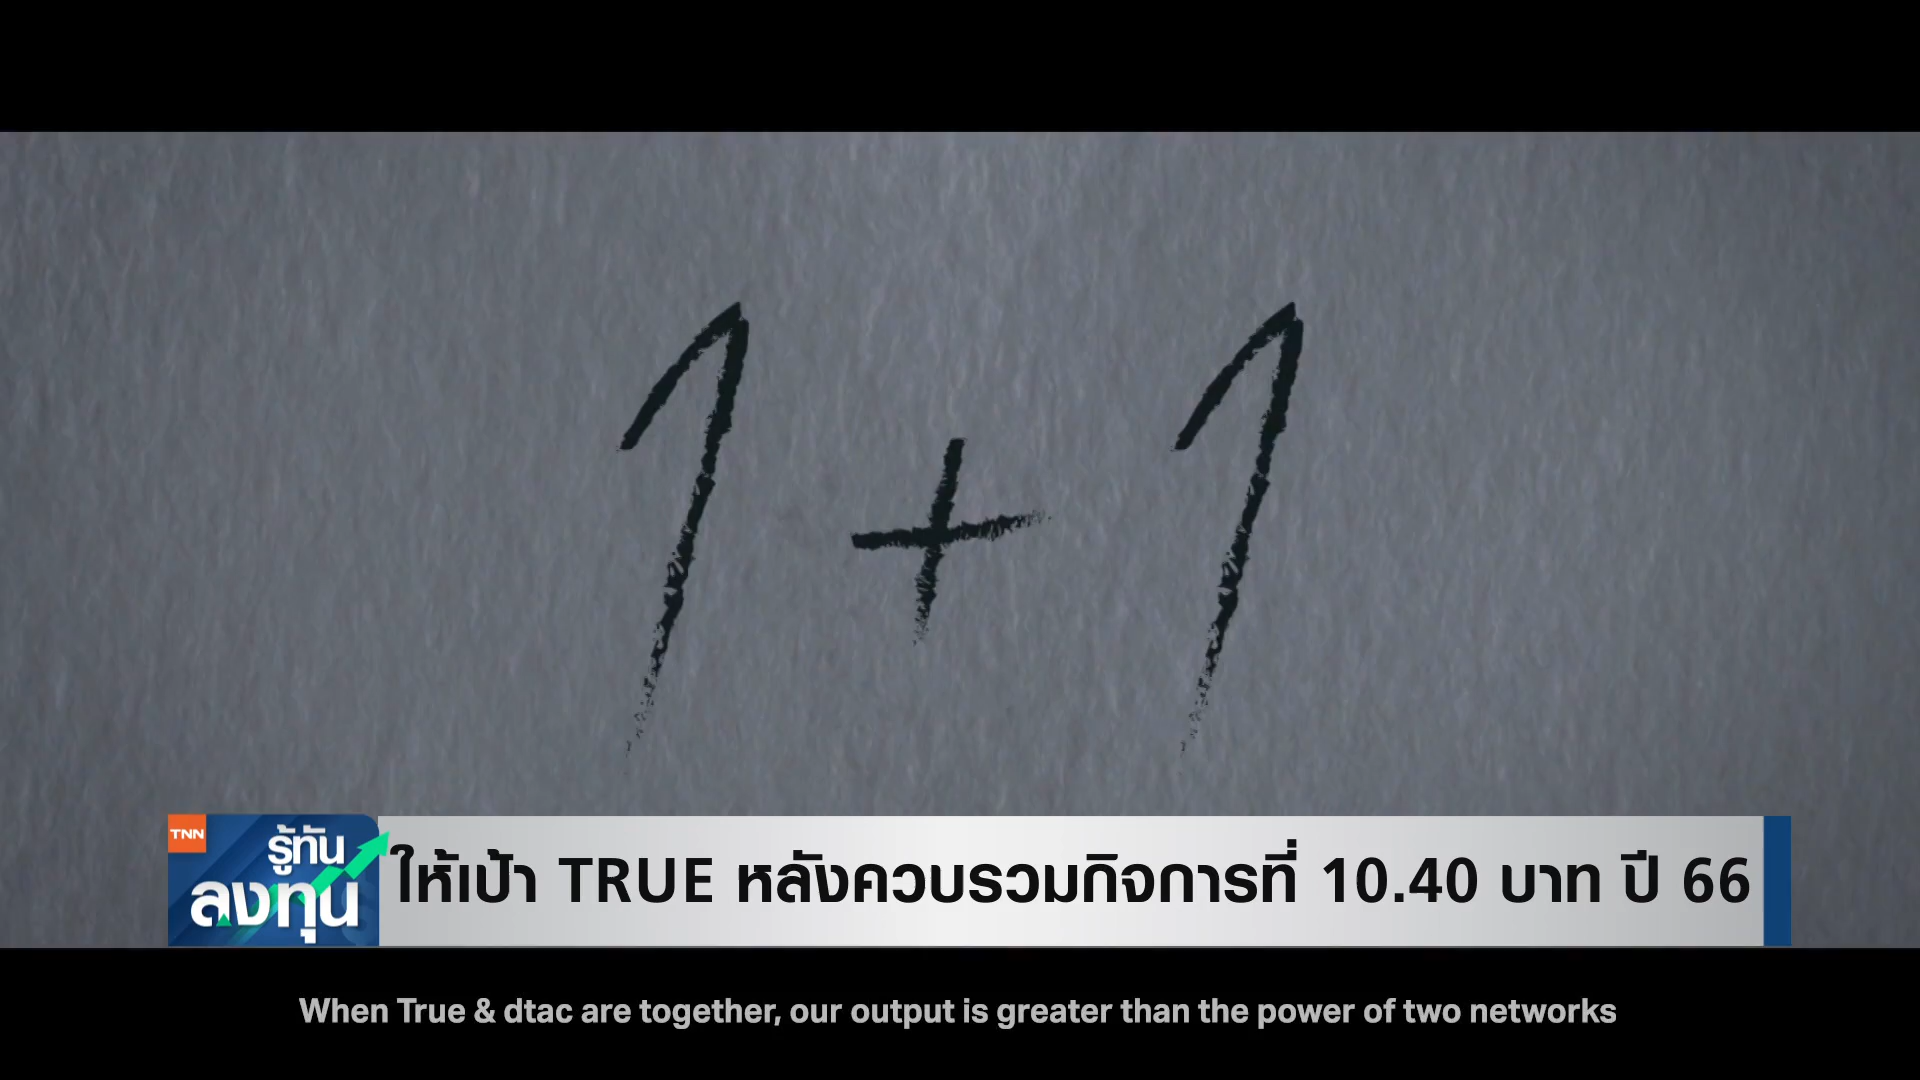 1 + 1
TNN
รู้ทัน
ลงทุน
ให้เป้า TRUE หลังควบรวมกิจการที่ 10.40 บาท ปี 66
When True & dtac are together, our output is greater than the power of two networks